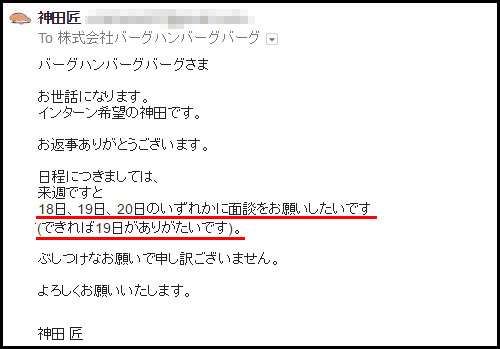 神田匠
To 株式会社バーグハンバーグバーグ
バーグハンバーグバーグさま
お世話になります。
インターン希望の神田です。
お返事ありがとうございます。
日程につきましては、
来週ですと
18日、19日、20日のいずれかに面談をお願いしたいです
(できれば19日がありがたいです)。
ぶしつけなお願いで申し訳ございません。
よろしくお願いいたします。
神田 匠